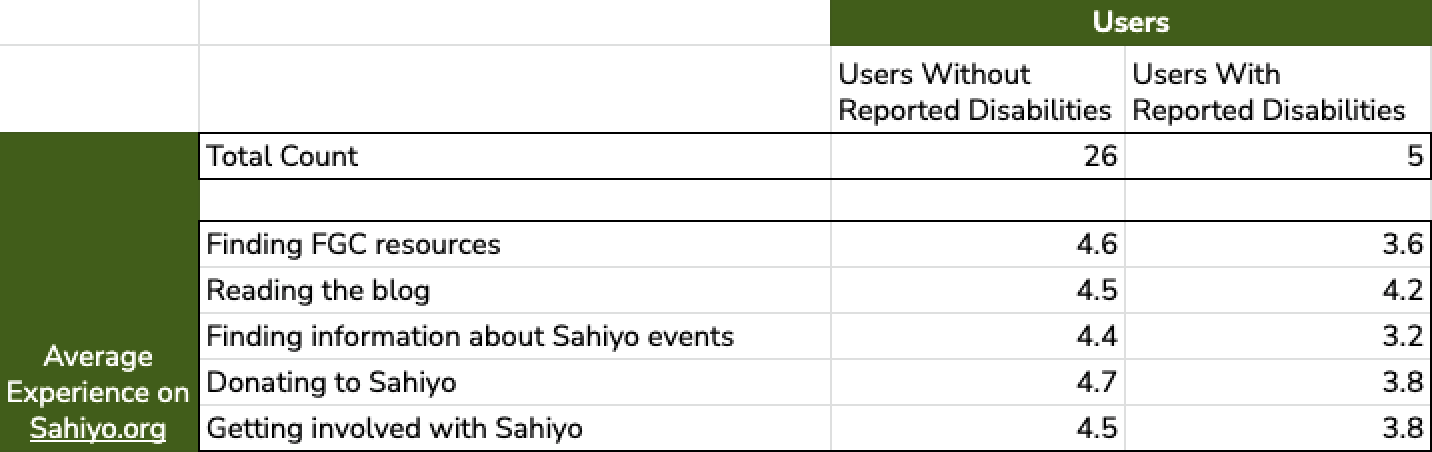 Users
Users Without
Reported Disabilities
Users With
Reported Disabilities
Total Count 26 5
Finding FGC resources 4.6 3.6
Reading the blog 4.5 4.2
Finding information about Sahiyo events 4.4 3.2
Donating to Sahiyo 4.7 3.8
Getting involved with Sahiyo 4.5 3.8
Average
Experience on
Sahiyo.org